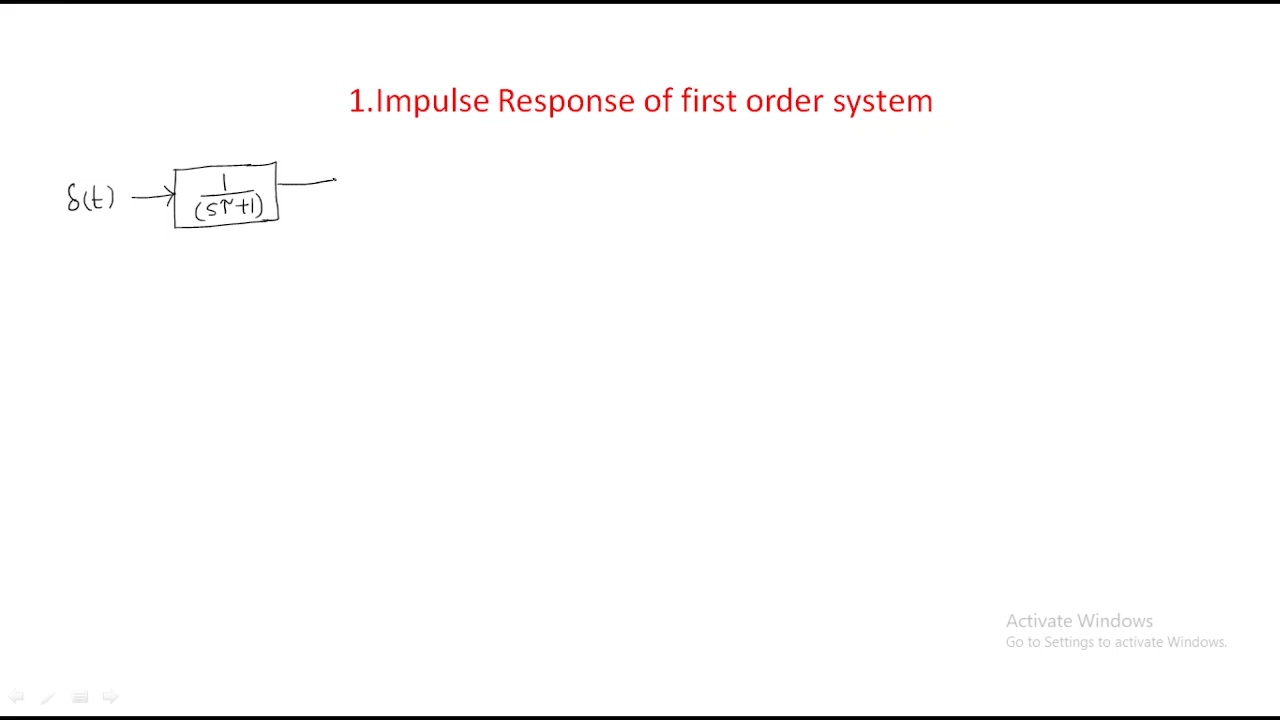 1.Impulse Response of first order system
δ(t) → 1/(sτ+1)
Activate Windows
Go to Settings to activate Windows.